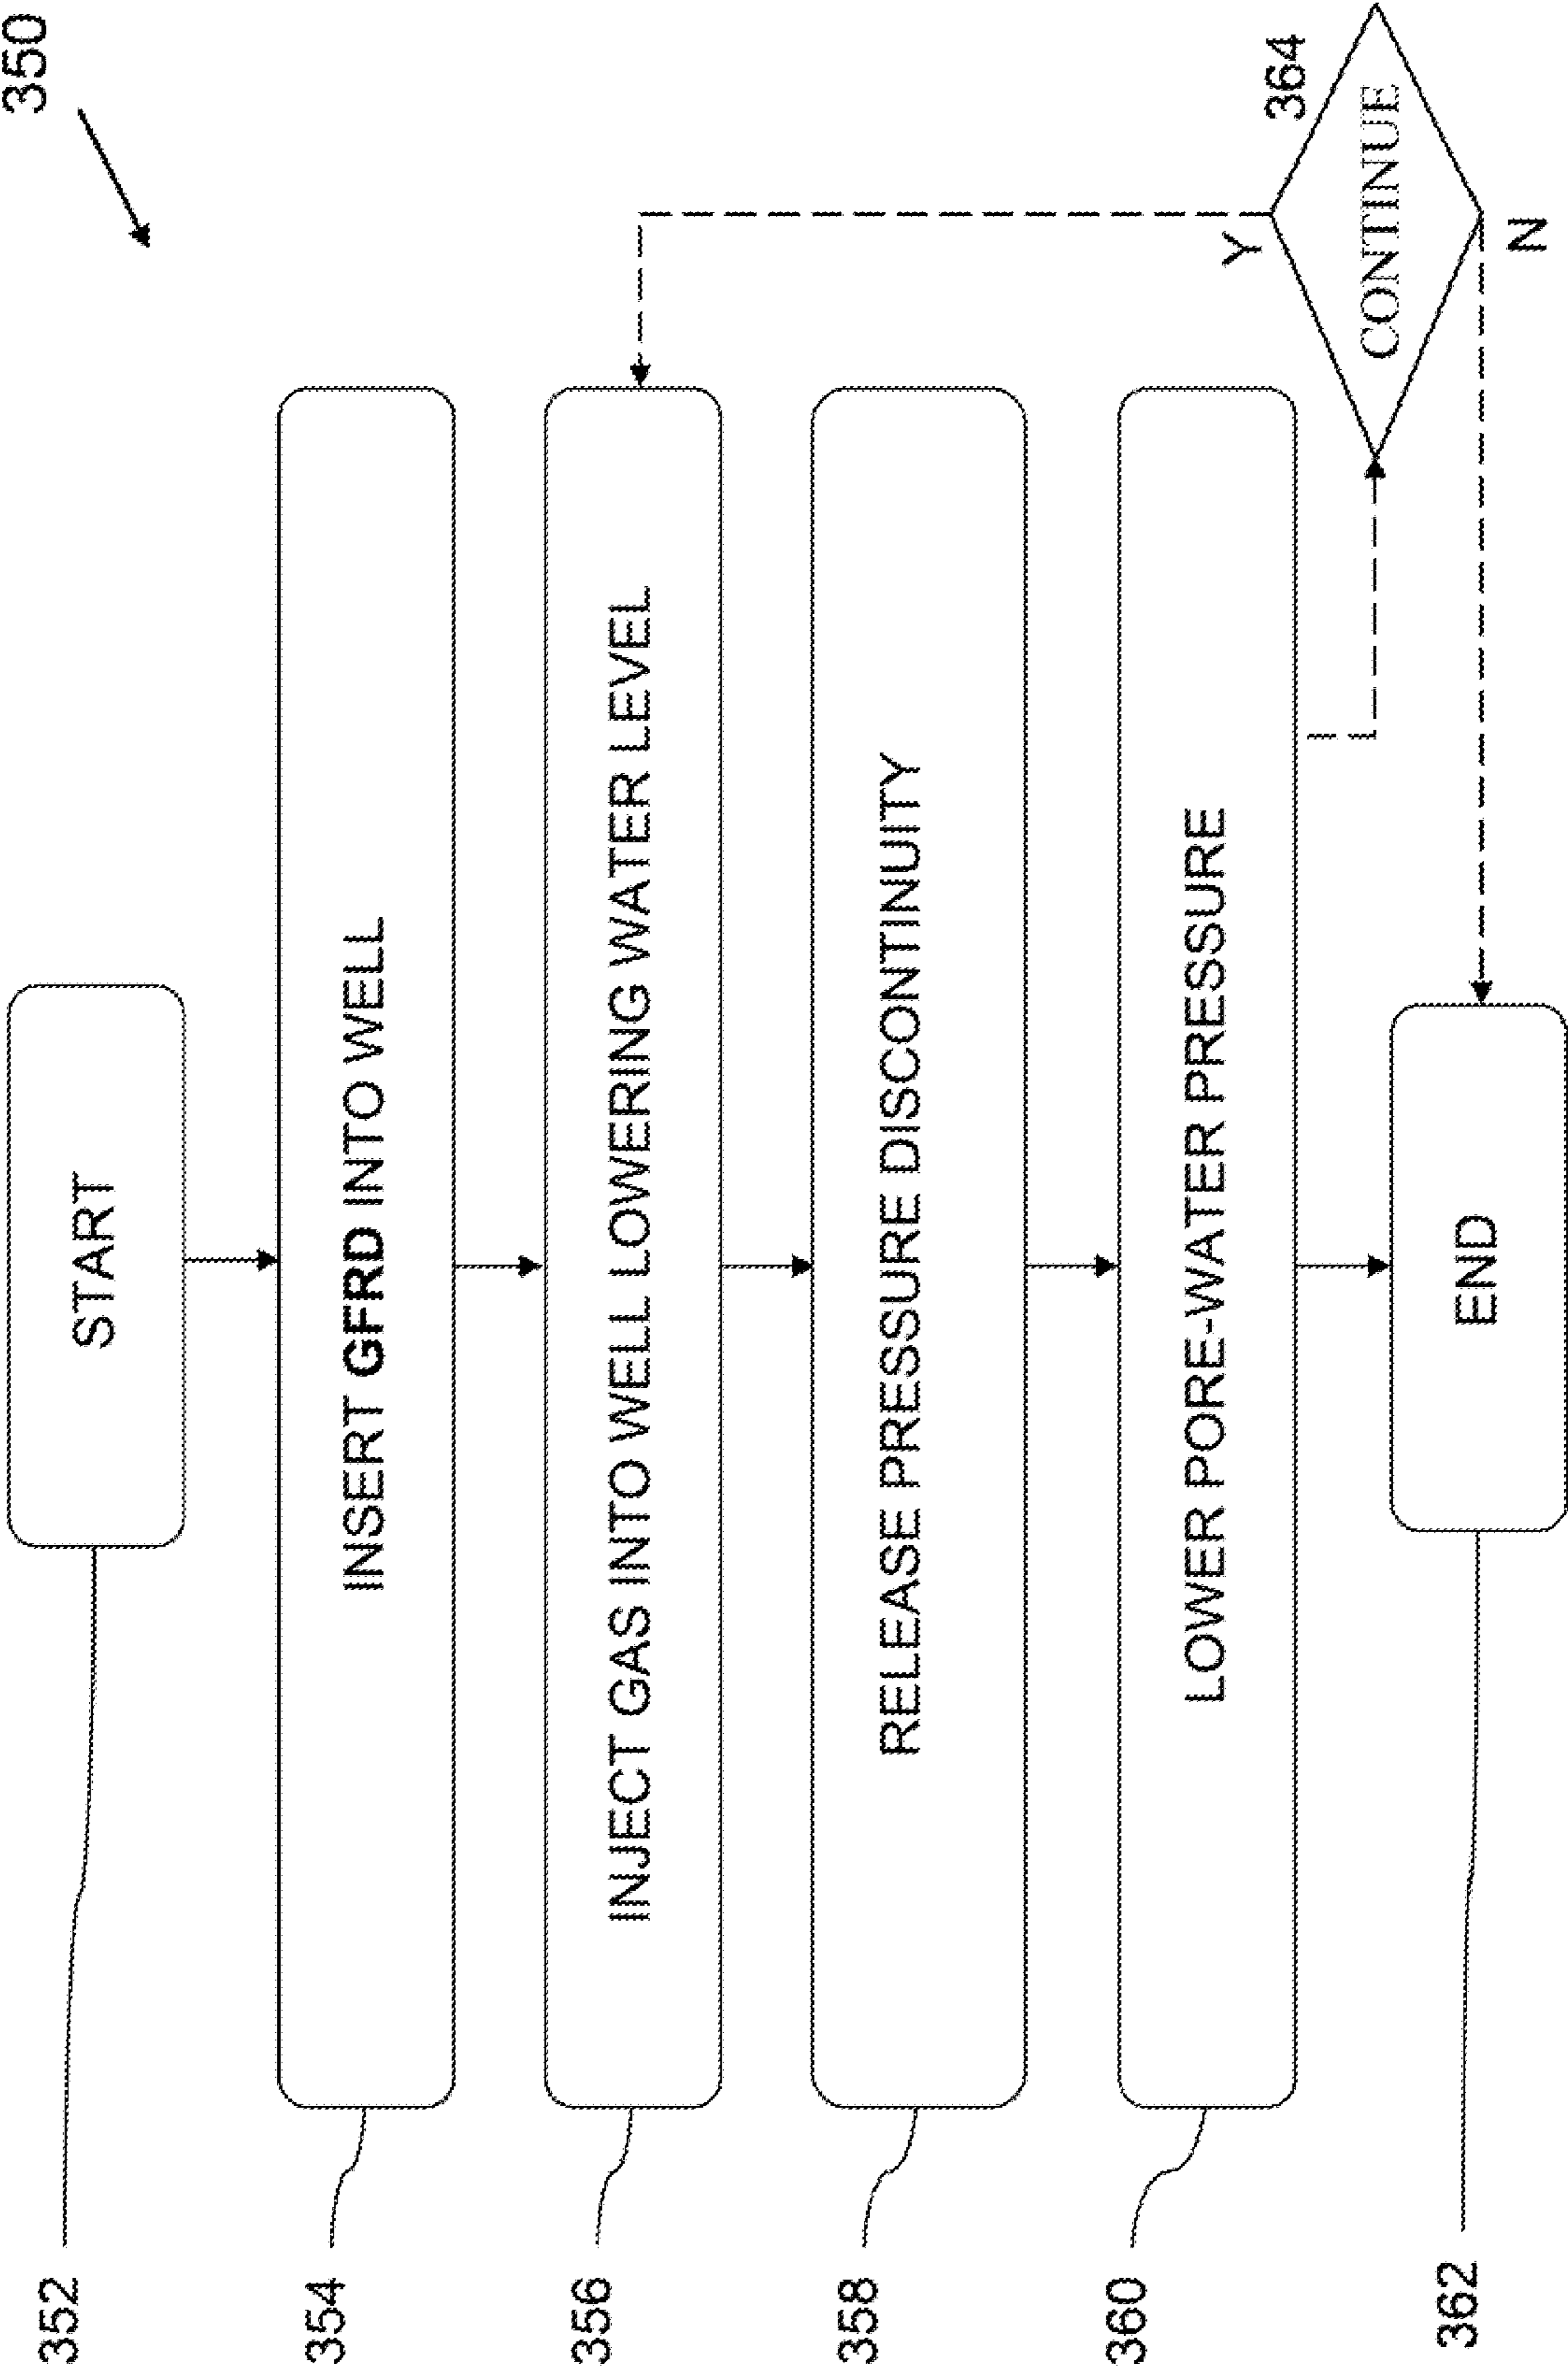 350
352
START
354
INSERT GFRD INTO WELL
356
INJECT GAS INTO WELL LOWERING WATER LEVEL
358
RELEASE PRESSURE DISCONTINUITY
360
LOWER PORE-WATER PRESSURE
364
CONTINUE
Y
N
362
END